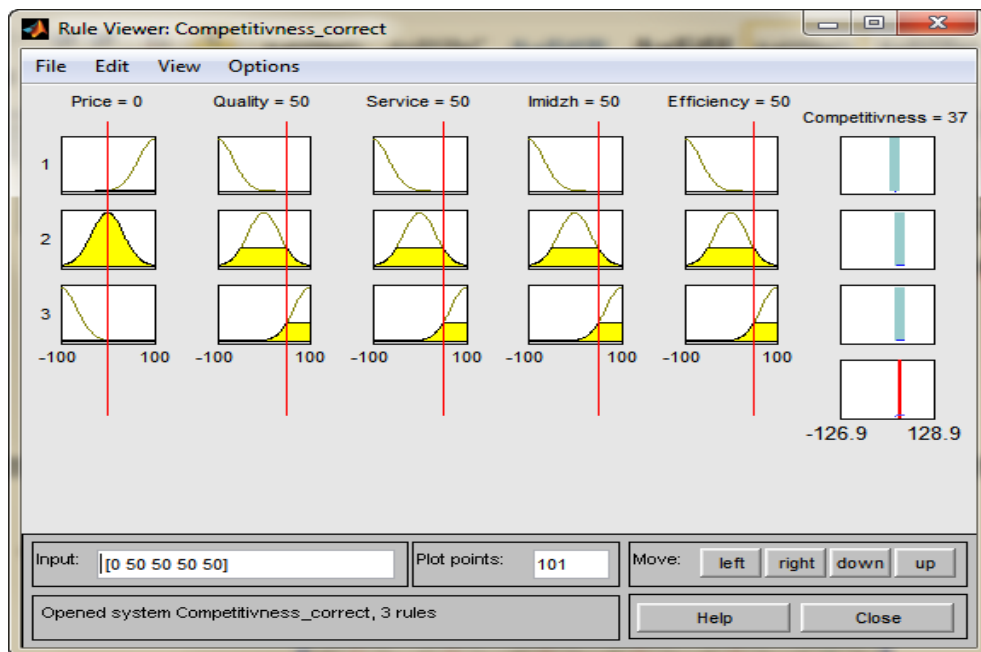 Rule Viewer: Competitivness_correct
File Edit View Options
Price = 0 Quality = 50 Service = 50 Imidzh = 50 Efficiency = 50
Competitivness = 37
1
2
3
-100 100 -100 100 -100 100 -100 100 -100 100
-126.9 128.9
Input: [0 50 50 50 50] Plot points: 101 Move: left right down up
Opened system Competitivness_correct, 3 rules Help Close